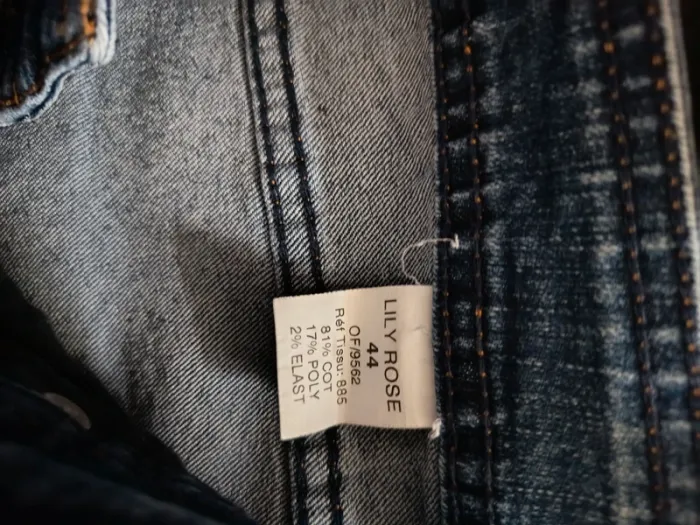 LILY ROSE
44
OF/9562
Réf Tissu: 885
81% COT
17% POLY
2% ELAST